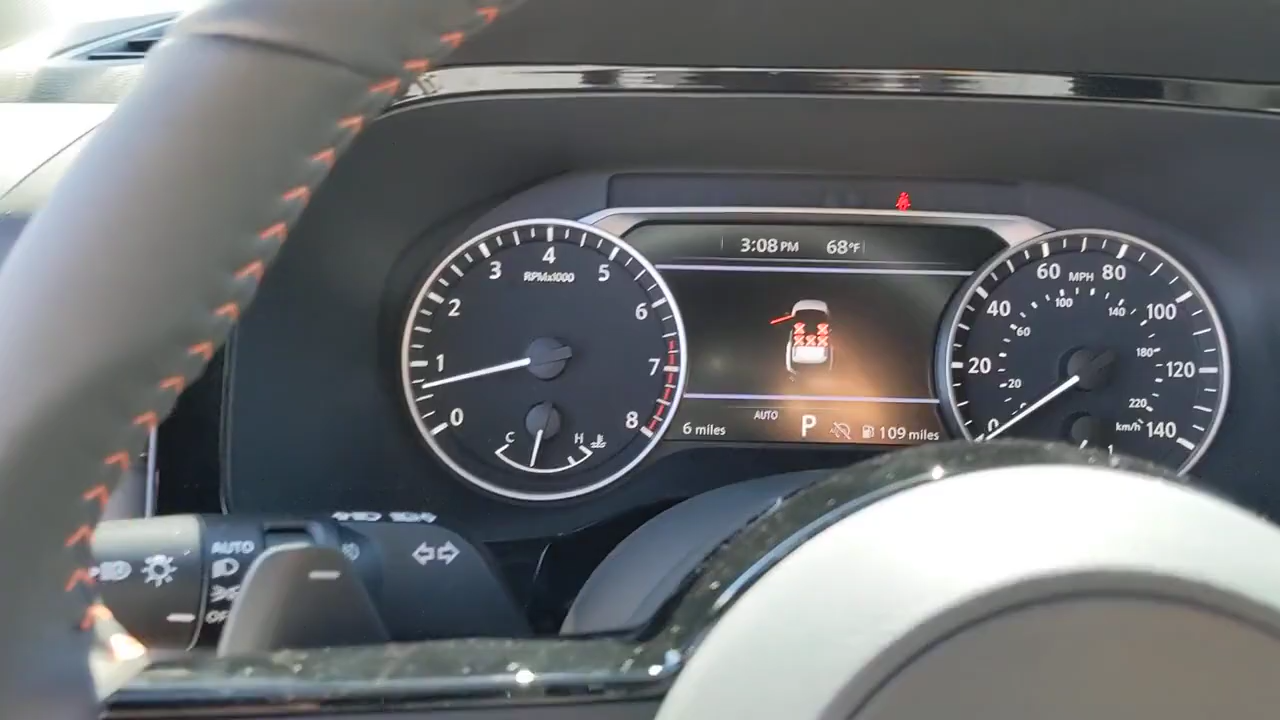 3:08 PM 68°F
4
3 5
RPMx1000
2 6
1 7
0 8
C H
60 MPH 80
40 100
20 120
0 140
100
60 140
20 180
220
km/h
AUTO
P
6 miles 109 miles
1
AUTO